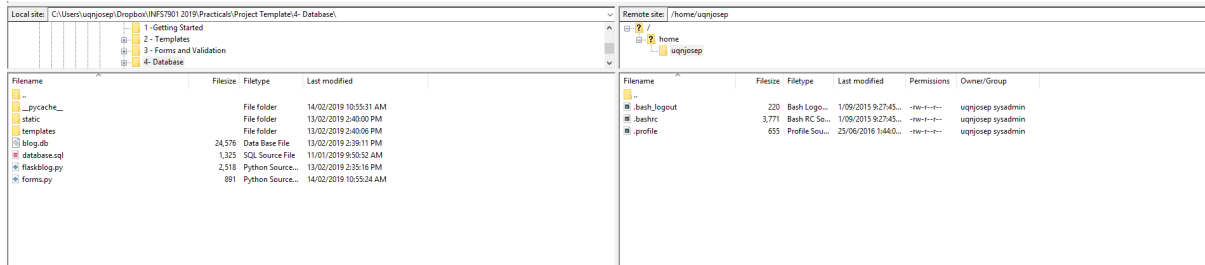 Local site: C:\Users\uqnjosep\Dropbox\INFS7901 2019\Practicals\Project Template\4- Database\
1 -Getting Started
2 - Templates
3 - Forms and Validation
4- Database
Filename Filesize Filetype Last modified
..
__pycache__ File folder 14/02/2019 10:55:31 AM
static File folder 13/02/2019 2:40:00 PM
templates File folder 13/02/2019 2:40:06 PM
blog.db 24,576 Data Base File 13/02/2019 2:39:11 PM
database.sql 1,325 SQL Source File 11/01/2019 9:50:52 AM
flaskblog.py 2,518 Python Source... 13/02/2019 2:35:16 PM
forms.py 891 Python Source... 14/02/2019 10:55:24 AM
Remote site: /home/uqnjosep
? /
? home
uqnjosep
Filename Filesize Filetype Last modified Permissions Owner/Group
..
.bash_logout 220 Bash Logo... 1/09/2015 9:27:45... -rw-r--r-- uqnjosep sysadmin
.bashrc 3,771 Bash RC So... 1/09/2015 9:27:45... -rw-r--r-- uqnjosep sysadmin
.profile 655 Profile Sou... 25/06/2016 1:44:0... -rw-r--r-- uqnjosep sysadmin